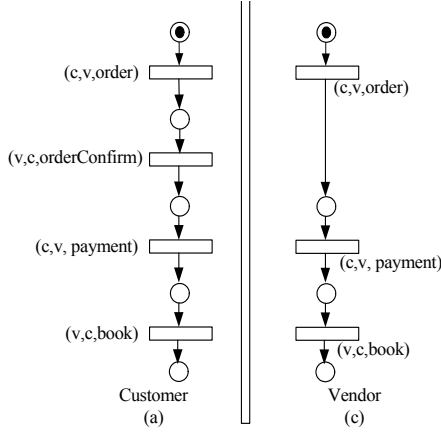 (c,v,order)
(v,c,orderConfirm)
(c,v, payment)
(v,c,book)
Customer
(a)
(c,v,order)
(c,v, payment)
(v,c,book)
Vendor
(c)